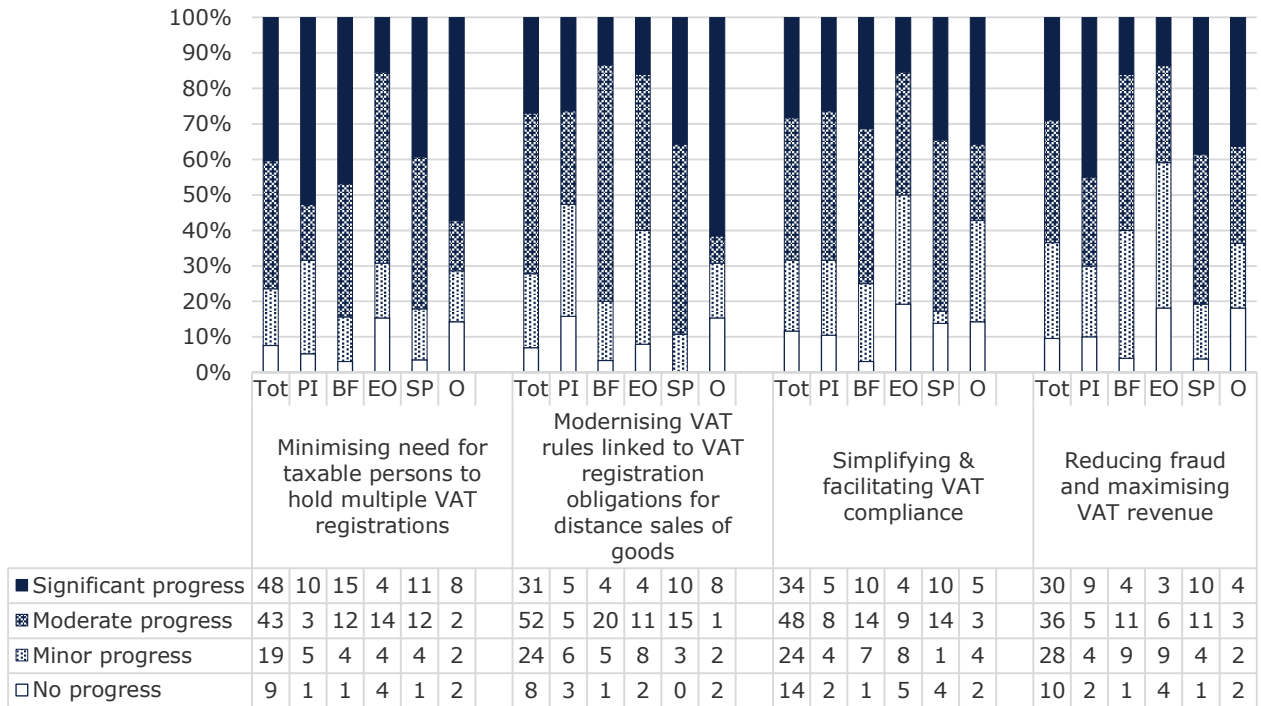 100%
90%
80%
70%
60%
50%
40%
30%
20%
10%
0%
Tot PI BF EO SP O Tot PI BF EO SP O Tot PI BF EO SP O Tot PI BF EO SP O
Minimising need for
taxable persons to
hold multiple VAT
registrations
Modernising VAT
rules linked to VAT
registration
obligations for
distance sales of
goods
Simplifying &
facilitating VAT
compliance
Reducing fraud
and maximising
VAT revenue
Significant progress 48 10 15 4 11 8 31 5 4 4 10 8 34 5 10 4 10 5 30 9 4 3 10 4
Moderate progress 43 3 12 14 12 2 52 5 20 11 15 1 48 8 14 9 14 3 36 5 11 6 11 3
Minor progress 19 5 4 4 4 2 24 6 5 8 3 2 24 4 7 8 1 4 28 4 9 9 4 2
No progress 9 1 1 4 1 2 8 3 1 2 0 2 14 2 1 5 4 2 10 2 1 4 1 2